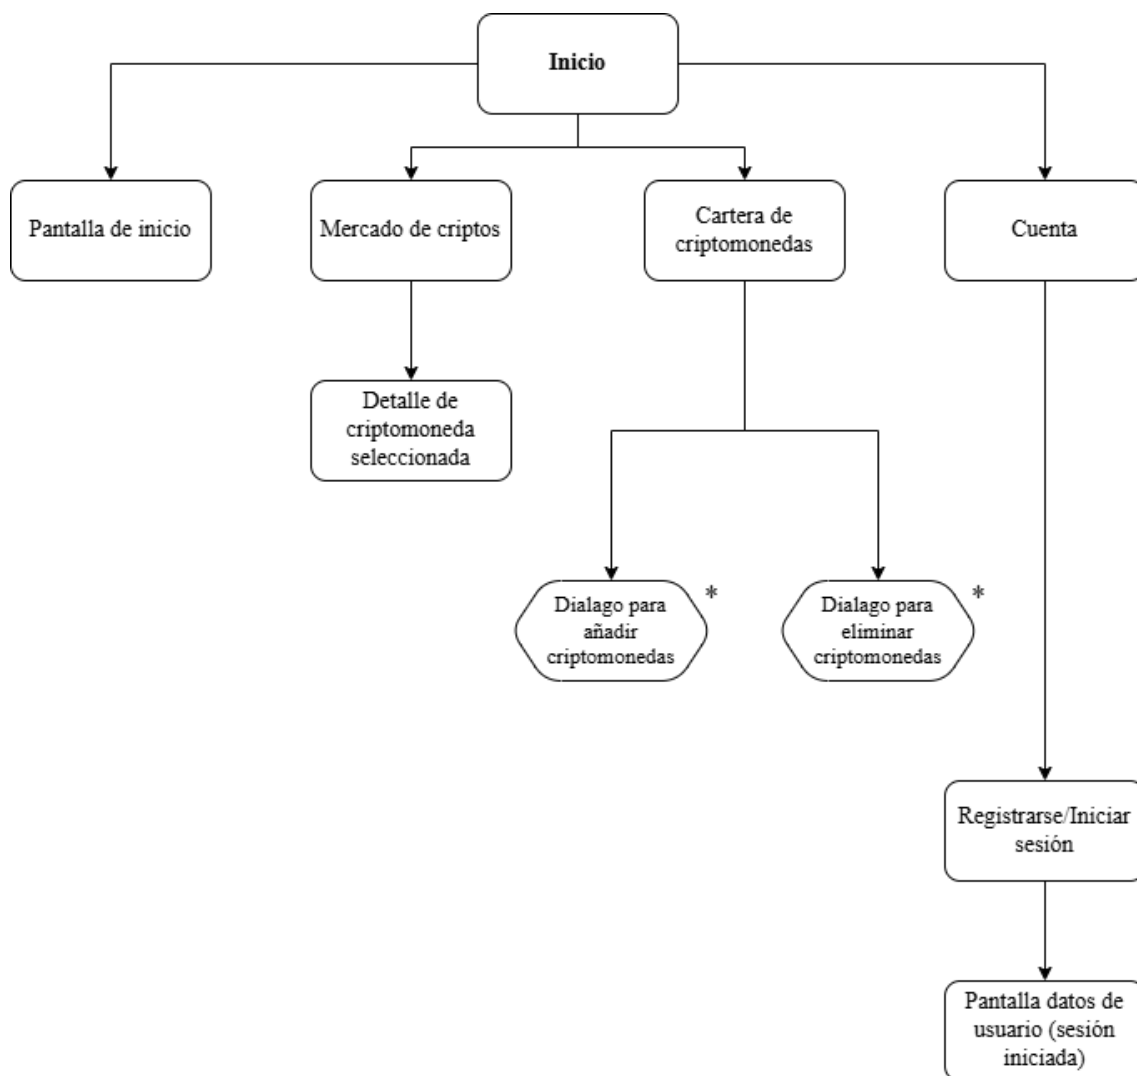 Inicio
Pantalla de inicio
Mercado de criptos
Cartera de
criptomonedas
Cuenta
Detalle de
criptomoneda
seleccionada
Dialago para
añadir
criptomonedas
*
Dialago para
eliminar
criptomonedas
*
Registrarse/Iniciar
sesión
Pantalla datos de
usuario (sesión
iniciada)